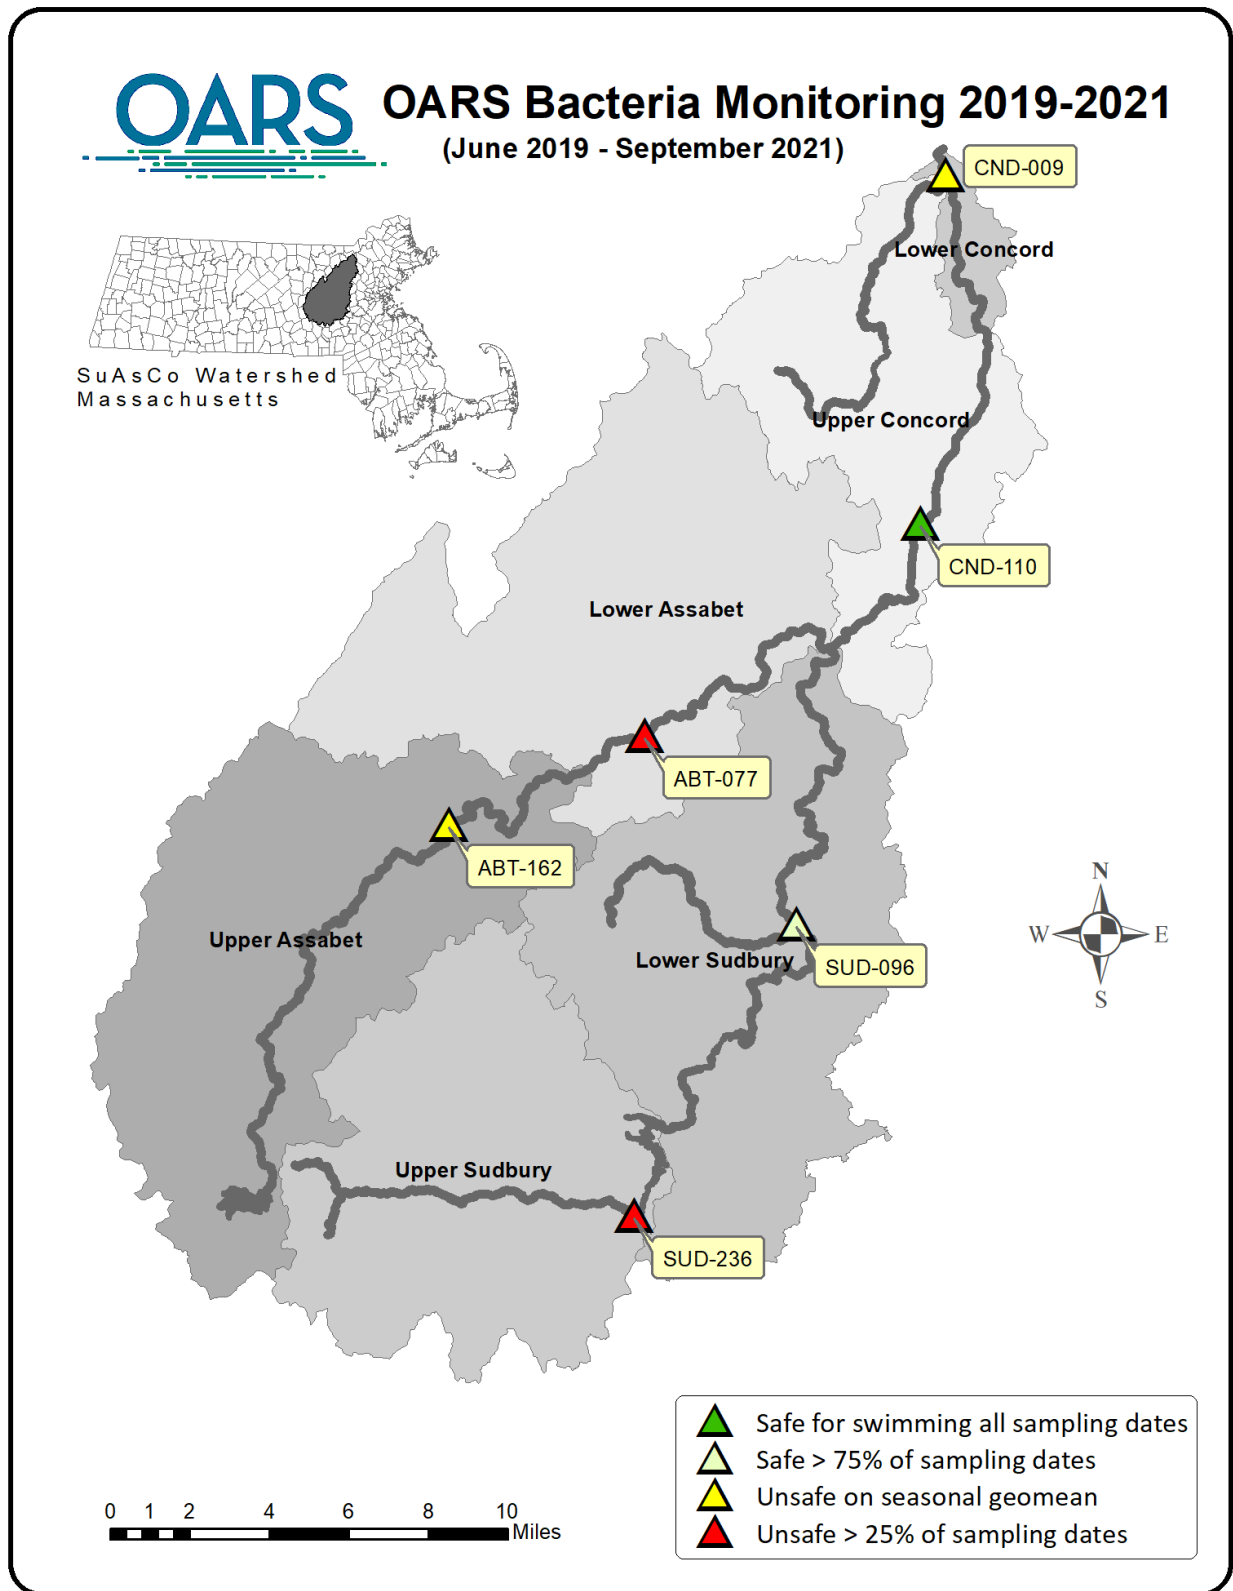 OARS
OARS Bacteria Monitoring 2019-2021
(June 2019 - September 2021)
CND-009
Lower Concord
SuAsCo Watershed
Massachusetts
Upper Concord
CND-110
Lower Assabet
ABT-077
ABT-162
Upper Assabet
Lower Sudbury
SUD-096
N
W
E
S
Upper Sudbury
SUD-236
Safe for swimming all sampling dates
Safe > 75% of sampling dates
Unsafe on seasonal geomean
Unsafe > 25% of sampling dates
0 1 2 4 6 8 10
Miles